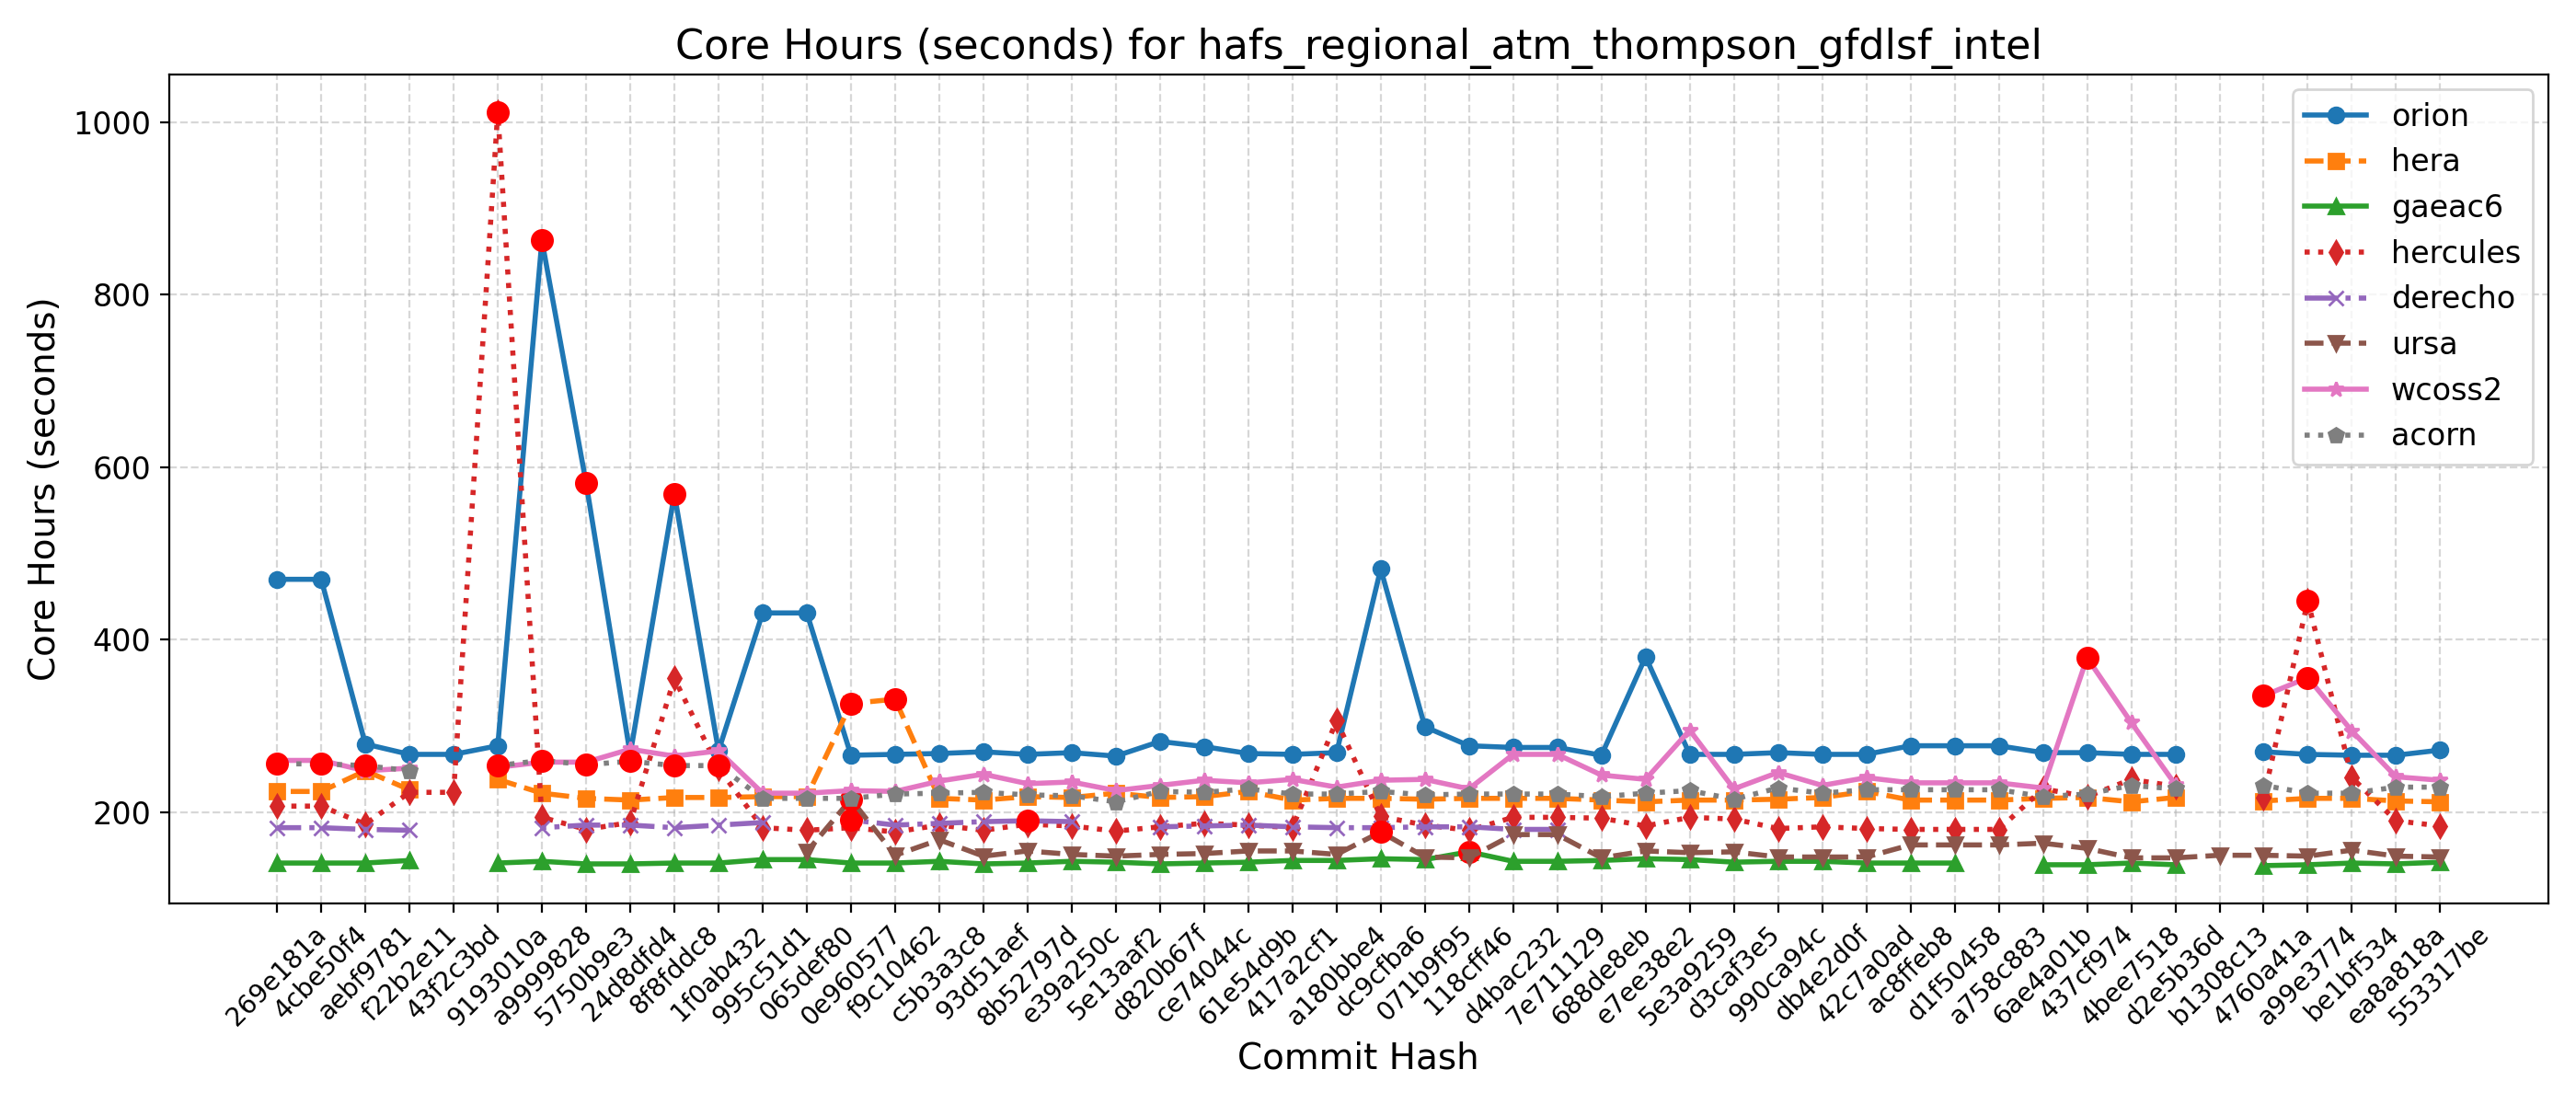 Core Hours (seconds) for hafs_regional_atm_thompson_gfdlsf_intel
Core Hours (seconds)
1000
800
600
400
200
orion
hera
gaeac6
hercules
derecho
ursa
wcoss2
acorn
269e181a
4cbe50f4
aebf9781
f22b2e11
43f2c3bd
9193010a
a9999828
5750b9e3
24d8dfd4
8f8fddc8
1f0ab432
995c51d1
065def80
0e960577
f9c10462
c5b3a3c8
93d51aef
8b52797d
e39a250c
5e13aaf2
d820b67f
ce74044c
61e54d9b
417a2cf1
a180bbe4
dc9cfba6
071b9f95
118cff46
d4bac232
7e711129
688de8eb
e7ee38e2
5e3a9259
d3caf3e5
990ca94c
db4e2d0f
42c7a0ad
ac8ffeb8
d1f50458
a758c883
6ae4a01b
437cf974
4bee7518
d2e5b36d
b1308c13
4760a41a
a99e3774
be1bf534
ea8a818a
553317be
Commit Hash